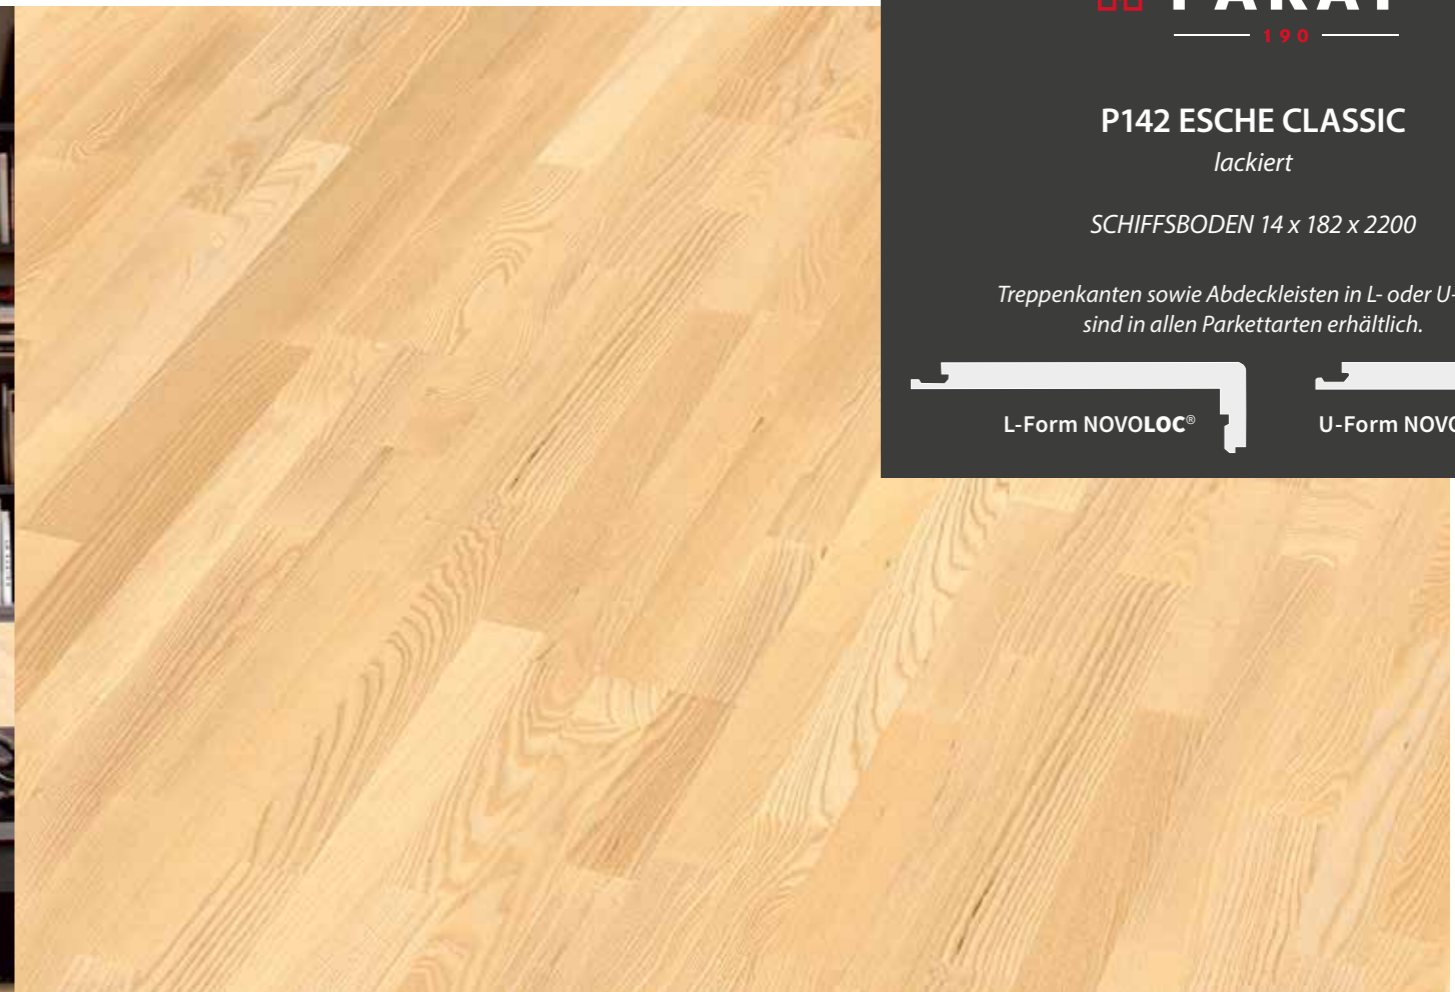 190
P142 ESCHE CLASSIC
lackiert
SCHIFFSBODEN 14 x 182 x 2200
Treppenkanten sowie Abdeckleisten in L- oder U-
sind in allen Parkettarten erhältlich.
L-Form NOVOLOC®
U-Form